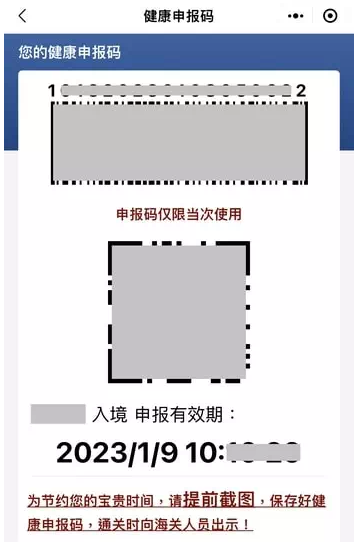 健康申报码
您的健康申报码
申报码仅限当次使用
入境 申报有效期：
2023/1/9 10:
为节约您的宝贵时间，请提前截图，保存好健
康申报码，通关时向海关人员出示！